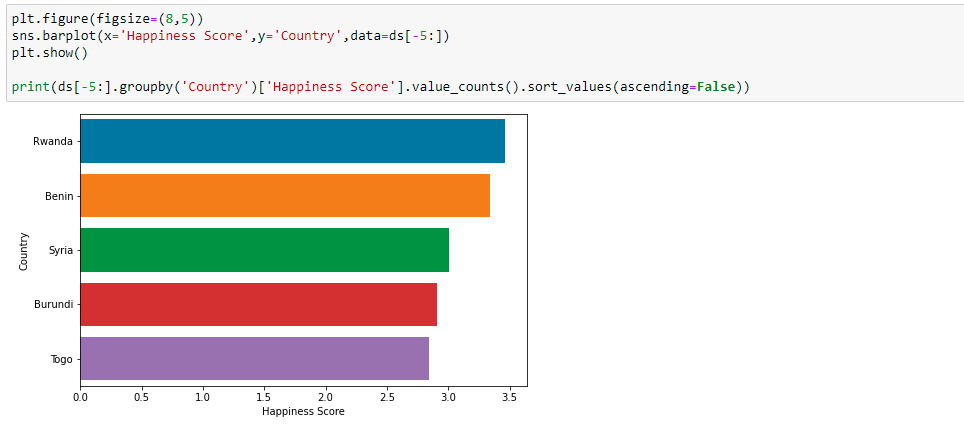 plt.figure(figsize=(8,5))
sns.barplot(x='Happiness Score',y='Country',data=ds[-5:])
plt.show()
print(ds[-5:].groupby('Country')['Happiness Score'].value_counts().sort_values(ascending=False))
Country
Rwanda
Benin
Syria
Burundi
Togo
0.0 0.5 1.0 1.5 2.0 2.5 3.0 3.5
Happiness Score